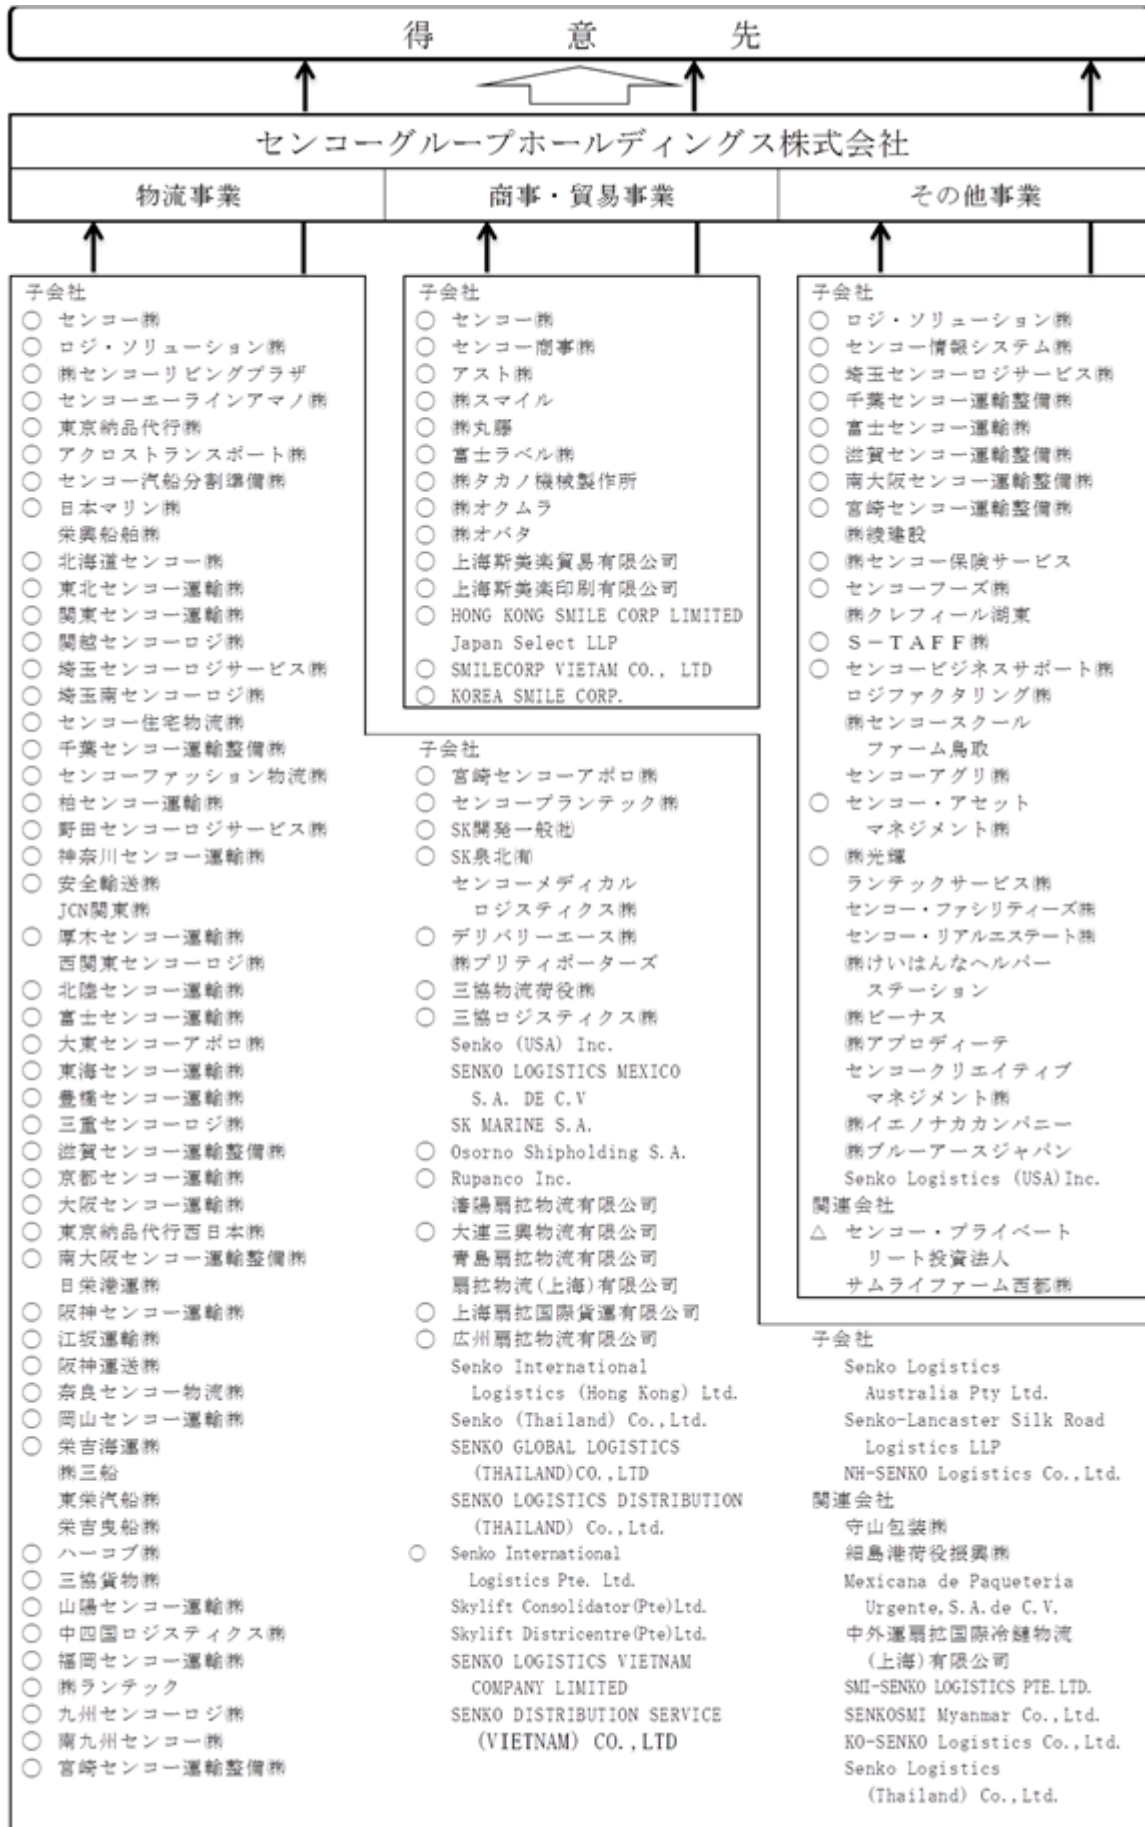 得意先
センコーグループホールディングス株式会社
物流事業
商事・貿易事業
その他事業
子会社
○ センコー㈱
○ ロジ・ソリューション㈱
○ ㈱センコーリビングプラザ
○ センコーエーラインアマノ㈱
○ 東京納品代行㈱
○ アクロストランスポート㈱
○ センコー汽船分割準備㈱
○ 日本マリン㈱
栄興船舶㈱
○ 北海道センコー㈱
○ 東北センコー運輸㈱
○ 関東センコー運輸㈱
○ 関越センコーロジ㈱
○ 埼玉センコーロジサービス㈱
○ 埼玉南センコーロジ㈱
○ センコー住宅物流㈱
○ 千葉センコー運輸整備㈱
○ センコーファッション物流㈱
○ 柏センコー運輸㈱
○ 野田センコーロジサービス㈱
○ 神奈川センコー運輸㈱
○ 安全輸送㈱
JCN関東㈱
○ 厚木センコー運輸㈱
西関東センコーロジ㈱
○ 北陸センコー運輸㈱
○ 富士センコー運輸㈱
○ 大東センコーアポロ㈱
○ 東海センコー運輸㈱
○ 豊橋センコー運輸㈱
○ 三重センコーロジ㈱
○ 滋賀センコー運輸整備㈱
○ 京都センコー運輸㈱
○ 大阪センコー運輸㈱
○ 東京納品代行西日本㈱
○ 南大阪センコー運輸整備㈱
日栄港運㈱
○ 阪神センコー運輸㈱
○ 江坂運輸㈱
○ 阪神運送㈱
○ 奈良センコー物流㈱
○ 岡山センコー運輸㈱
○ 栄吉海運㈱
㈱三船
東栄汽船㈱
栄吉曳船㈱
○ ハーコブ㈱
○ 三協貨物㈱
○ 山陽センコー運輸㈱
○ 中四国ロジスティクス㈱
○ 福岡センコー運輸㈱
○ ㈱ランテック
○ 九州センコーロジ㈱
○ 南九州センコー㈱
○ 宮崎センコー運輸整備㈱
子会社
○ センコー㈱
○ センコー商事㈱
○ アスト㈱
○ ㈱スマイル
○ ㈱丸藤
○ 富士ラベル㈱
○ ㈱タカノ機械製作所
○ ㈱オクムラ
○ ㈱オバタ
○ 上海斯美楽貿易有限公司
○ 上海斯美楽印刷有限公司
○ HONG KONG SMILE CORP LIMITED
Japan Select LLP
○ SMILECORP VIETAM CO., LTD
○ KOREA SMILE CORP.
子会社
○ 宮崎センコーアポロ㈱
○ センコープランテック㈱
○ SK開発一般㈳
○ SK泉北㈲
センコーメディカル
ロジスティクス㈱
○ デリバリーエース㈱
㈱プリティポーターズ
○ 三協物流荷役㈱
○ 三協ロジスティクス㈱
Senko (USA) Inc.
SENKO LOGISTICS MEXICO
S.A. DE C.V
SK MARINE S.A.
○ Osorno Shipholding S.A.
○ Rupanco Inc.
瀋陽扇拡物流有限公司
○ 大連三興物流有限公司
青島扇拡物流有限公司
扇拡物流(上海)有限公司
○ 上海扇拡国際貨運有限公司
○ 広州扇拡物流有限公司
Senko International
Logistics (Hong Kong) Ltd.
Senko (Thailand) Co.,Ltd.
SENKO GLOBAL LOGISTICS
(THAILAND)CO.,LTD
SENKO LOGISTICS DISTRIBUTION
(THAILAND) Co.,Ltd.
○ Senko International
Logistics Pte. Ltd.
Skylift Consolidator(Pte)Ltd.
Skylift Districentre(Pte)Ltd.
SENKO LOGISTICS VIETNAM
COMPANY LIMITED
SENKO DISTRIBUTION SERVICE
(VIETNAM) CO.,LTD
子会社
○ ロジ・ソリューション㈱
○ センコー情報システム㈱
○ 埼玉センコーロジサービス㈱
○ 千葉センコー運輸整備㈱
○ 富士センコー運輸㈱
○ 滋賀センコー運輸整備㈱
○ 南大阪センコー運輸整備㈱
○ 宮崎センコー運輸整備㈱
㈱綾建設
○ ㈱センコー保険サービス
○ センコーフーズ㈱
㈱クレフィール湖東
○ S－TAFF㈱
○ センコービジネスサポート㈱
ロジファクタリング㈱
㈱センコースクール
ファーム鳥取
センコーアグリ㈱
○ センコー・アセット
マネジメント㈱
○ ㈱光輝
ランテックサービス㈱
センコー・ファシリティーズ㈱
センコー・リアルエステート㈱
㈱けいはんなヘルパー
ステーション
㈱ビーナス
㈱アプロディーテ
センコークリエイティブ
マネジメント㈱
㈱イエノナカカンパニー
㈱ブルーアースジャパン
Senko Logistics (USA)Inc.
関連会社
△ センコー・プライベート
リート投資法人
サムライファーム西都㈱
子会社
Senko Logistics
Australia Pty Ltd.
Senko-Lancaster Silk Road
Logistics LLP
NH-SENKO Logistics Co.,Ltd.
関連会社
守山包装㈱
細島港荷役振興㈱
Mexicana de Paqueteria
Urgente,S.A.de C.V.
中外運扇拡国際冷鏈物流
(上海)有限公司
SMI-SENKO LOGISTICS PTE.LTD.
SENKOSMI Myanmar Co.,Ltd.
KO-SENKO Logistics Co.,Ltd.
Senko Logistics
(Thailand) Co.,Ltd.